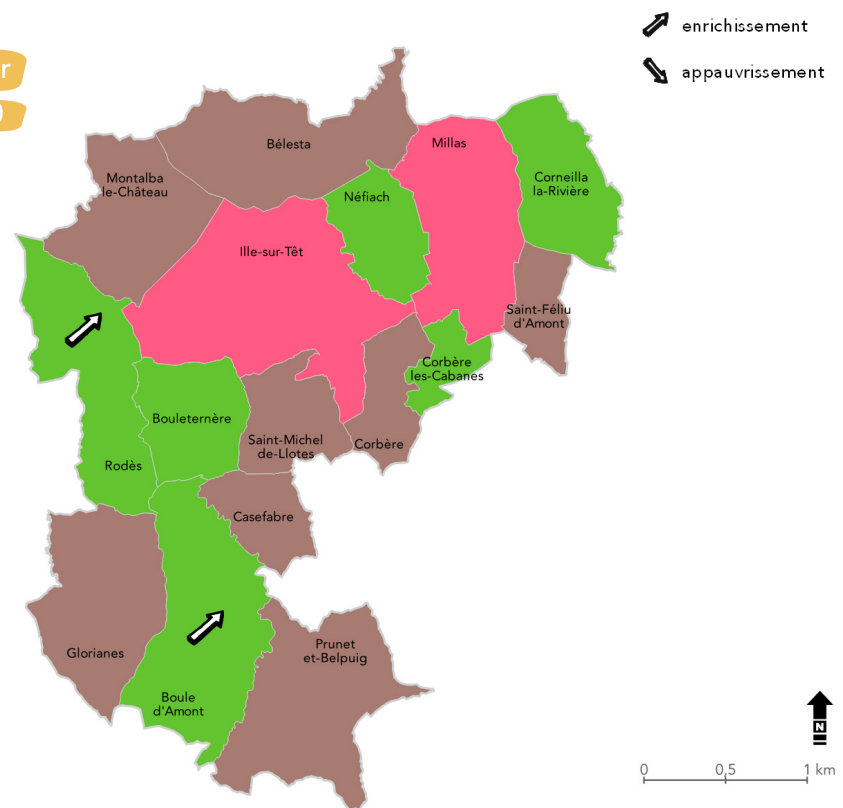 enrichissement
appauvrissement
r
Bélesta
Millas
Montalba
le-Château
Corneilla
la-Rivière
Néfiach
Ille-sur-Têt
Saint-Féliu
d'Amont
Corbère
les-Cabanes
Bouleternère
Saint-Michel
de-Llotes
Corbère
Rodès
Casefabre
Glorianes
Prunet
et-Belpuig
Boule
d'Amont
N
0 0,5 1 km